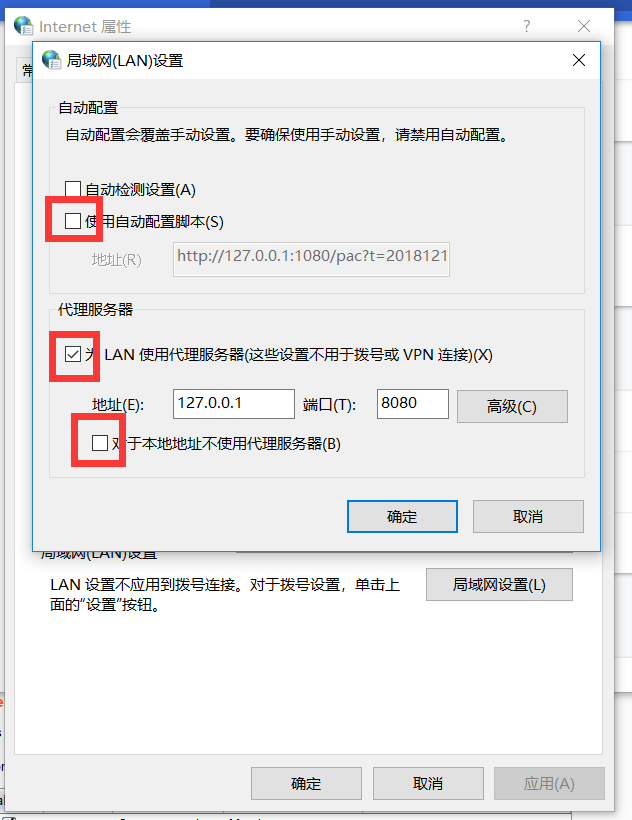 Internet 属性
?
常
局域网(LAN)设置
自动配置
自动配置会覆盖手动设置。要确保使用手动设置，请禁用自动配置。
自动检测设置(A)
使用自动配置脚本(S)
地址(R)
http://127.0.0.1:1080/pac?t=2018121
代理服务器
为 LAN 使用代理服务器(这些设置不用于拨号或 VPN 连接)(X)
地址(E): 127.0.0.1 端口(T): 8080 高级(C)
对于本地地址不使用代理服务器(B)
确定 取消
局域网(LAN)设置
LAN 设置不应用到拨号连接。对于拨号设置，单击上
面的“设置”按钮。
局域网设置(L)
确定 取消 应用(A)